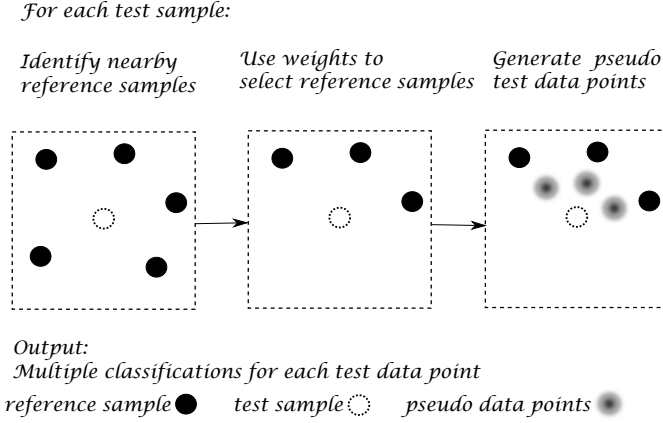 For each test sample:
Identify nearby
reference samples
Use weights to
select reference samples
Generate pseudo
test data points
Output:
Multiple classifications for each test data point
reference sample
test sample
pseudo data points